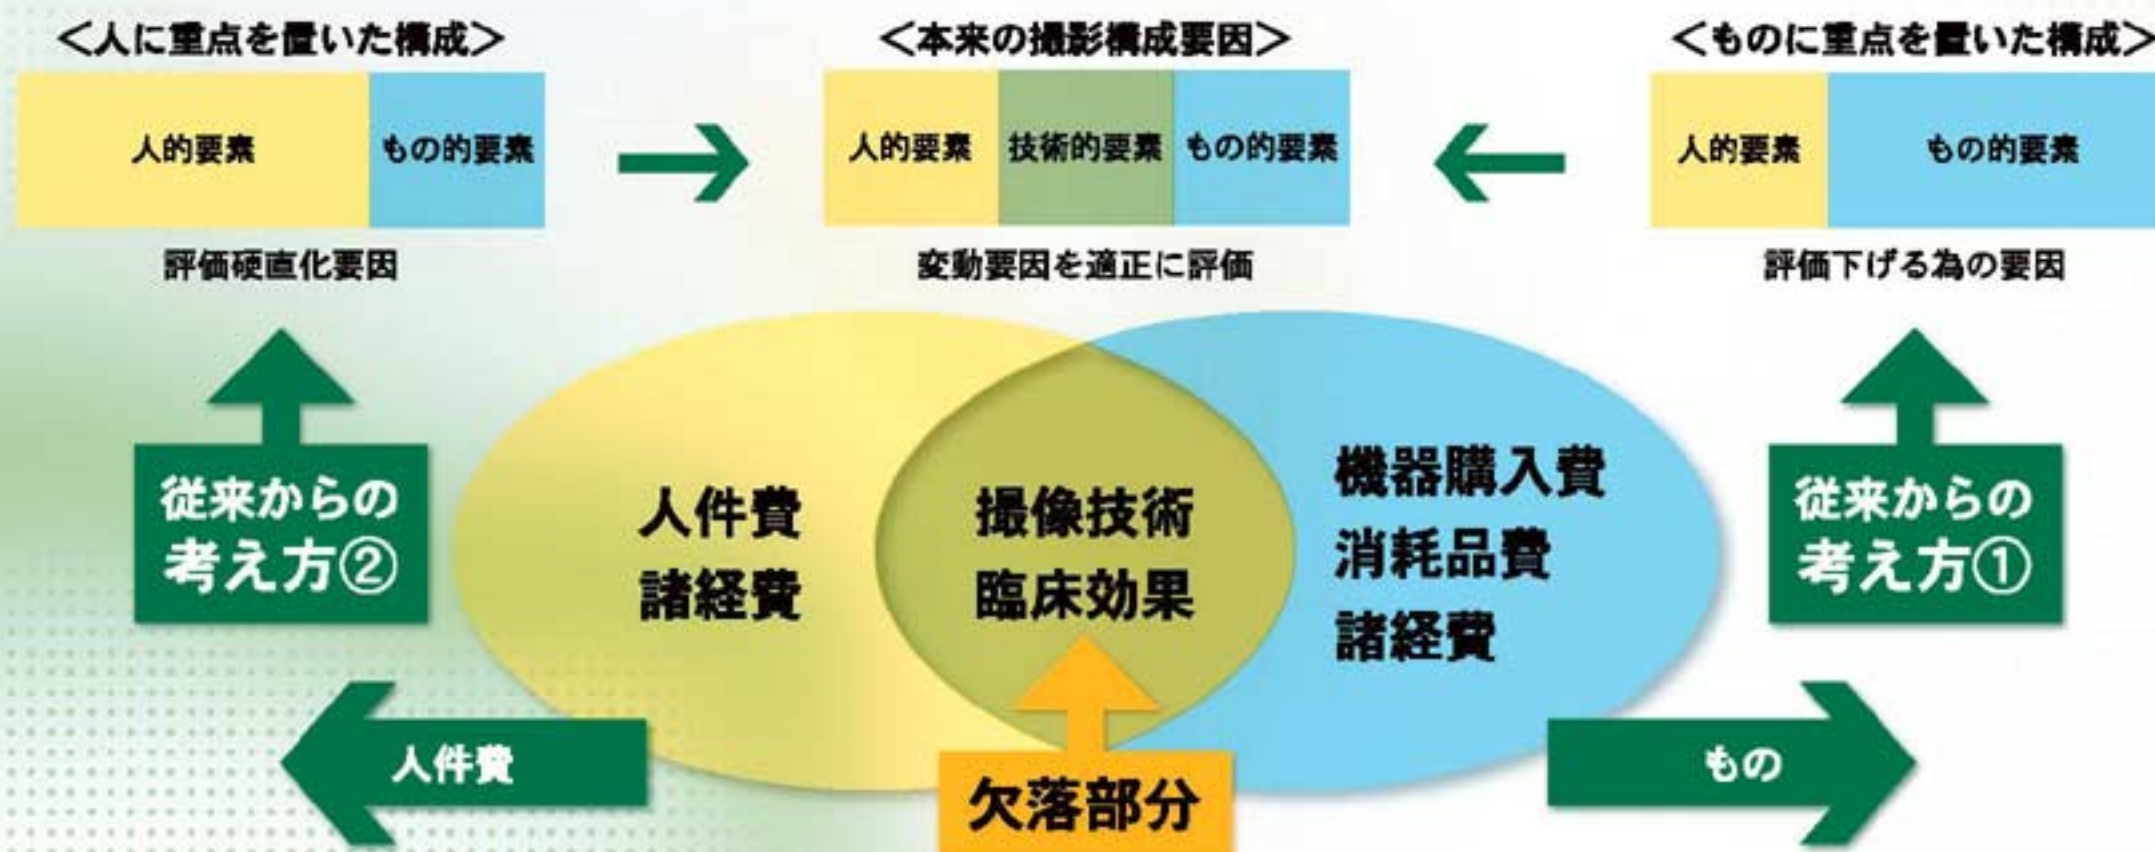 ＜人に重点を置いた構成＞
＜本来の撮影構成要因＞
＜ものに重点を置いた構成＞
人的要素
もの的要素
人的要素
技術的要素
もの的要素
人的要素
もの的要素
評価硬直化要因
変動要因を適正に評価
評価下げる為の要因
従来からの
考え方②
人件費
諸経費
撮像技術
臨床効果
機器購入費
消耗品費
諸経費
従来からの
考え方①
人件費
欠落部分
もの